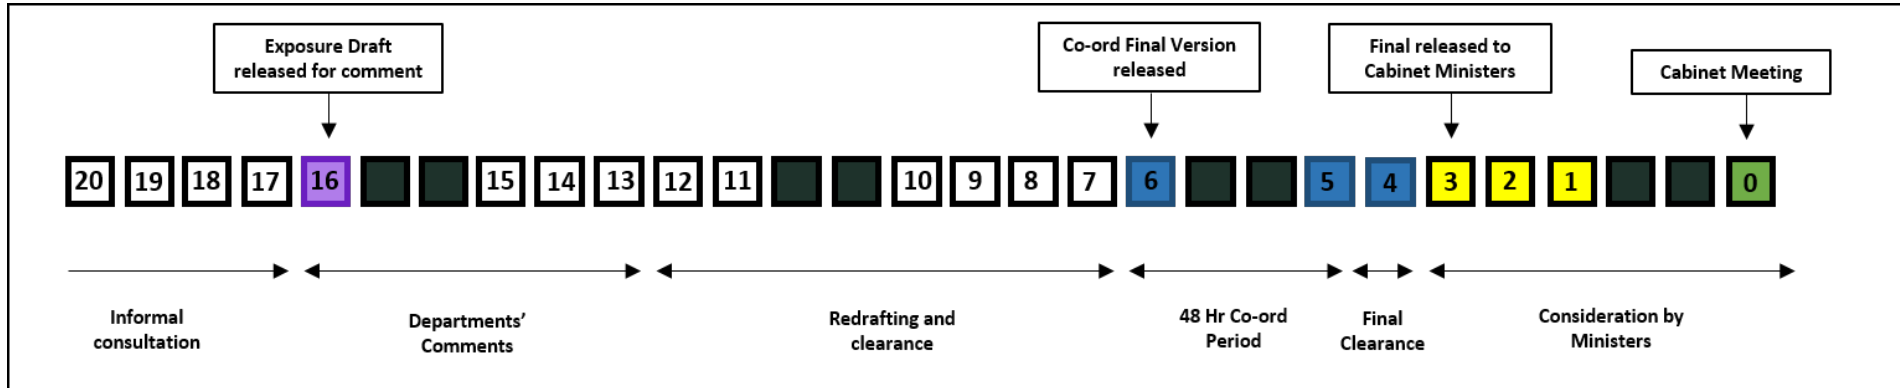 Exposure Draft
released for comment
Co-ord Final Version
released
Final released to
Cabinet Ministers
Cabinet Meeting
20 19 18 17 16 15 14 13 12 11 10 9 8 7 6 5 4 3 2 1 0
Informal
consultation
Departments’
Comments
Redrafting and
clearance
48 Hr Co-ord
Period
Final
Clearance
Consideration by
Ministers